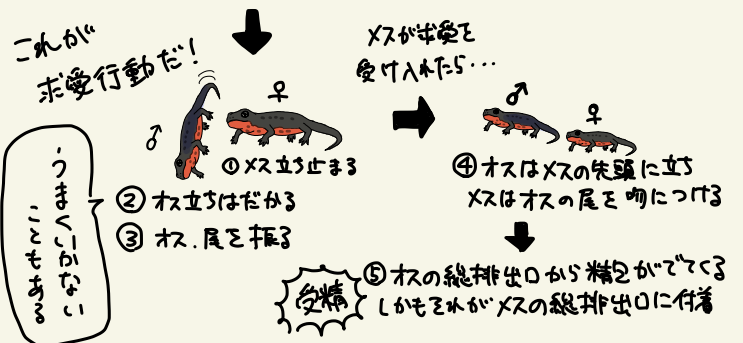 これが
求愛行動だ！
♂
♀
①メス立ち止まる
②オス立ちはだかる
③オス、尾を振る
うまくいかない
こともある
メスが求愛を
受け入れたら・・・
♂
♀
④オスはメスの先頭に立ち
メスはオスの尾を吻につける
⑤オスの総排出口から精包がでてくる
しかもそれがメスの総排出口に付着
受精